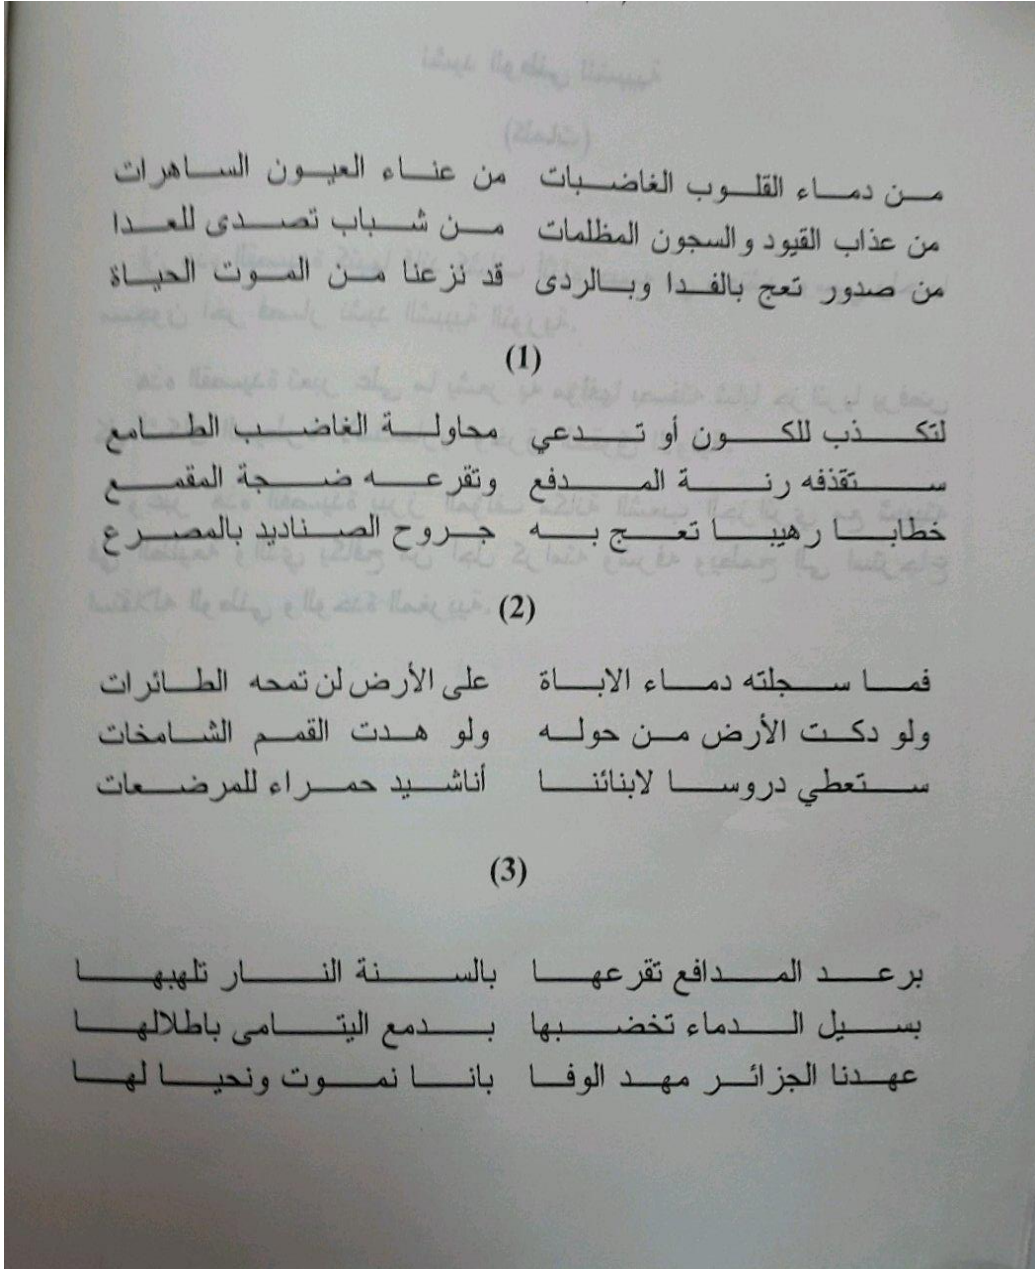 من دماء القلوب الغاضبات من عناء العيون الساهرات
من عذاب القيود والسجون المظلمات من شباب تصدى للعدا
من صدور تعج بالفدا وبالردى قد نزعنا من الموت الحياة
(1)
لتكذب للكون أو تدعي محاولة الغاضب الطامع
ستقذفه رنة المدفع وتقرعه ضجة المقمع
خطابا رهيبا تعج به جروح الصناديد بالمصرع
(2)
فما سجلته دماء الاباة على الأرض لن تمحه الطائرات
ولو دكت الأرض من حوله ولو هدت القمم الشامخات
ستعطي دروسا لابنائنا أناشيد حمراء للمرضعات
(3)
برعد المدافع تقرعها بالسنة النار تلهبها
بسيل الدماء تخضبها بدمع اليتامى باطلالها
عهدنا الجزائر مهد الوفا بانا نموت ونحيا لها